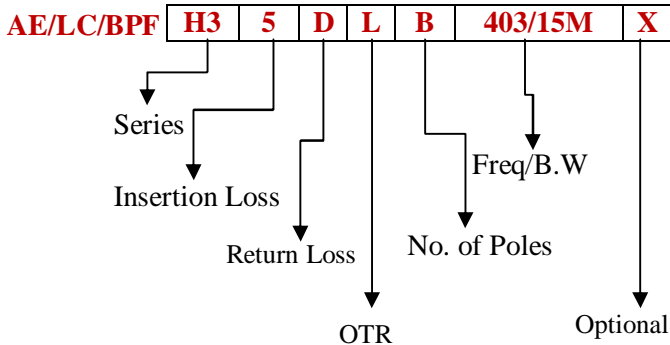 AE/LC/BPF H3 5 D L B 403/15M X
Series
Freq/B.W
Insertion Loss
No. of Poles
Return Loss
OTR
Optional